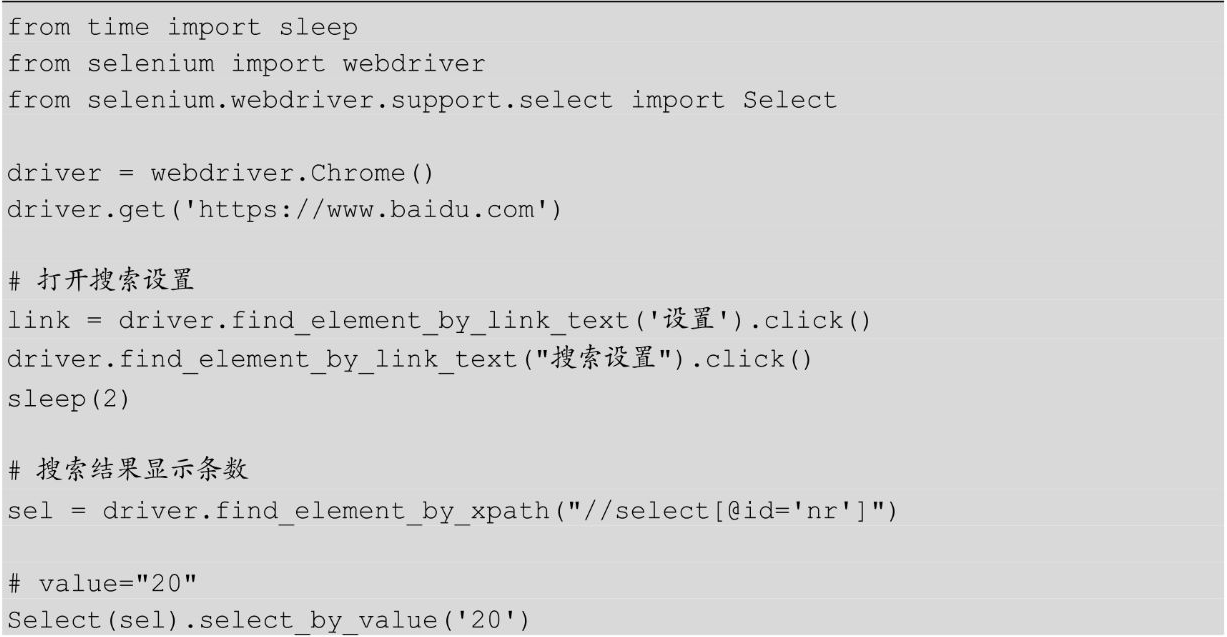 from time import sleep
from selenium import webdriver
from selenium.webdriver.support.select import Select
driver = webdriver.Chrome()
driver.get('https://www.baidu.com')
# 打开搜索设置
link = driver.find_element_by_link_text('设置').click()
driver.find_element_by_link_text("搜索设置").click()
sleep(2)
# 搜索结果显示条数
sel = driver.find_element_by_xpath("//select[@id='nr']")
# value="20"
Select(sel).select_by_value('20')